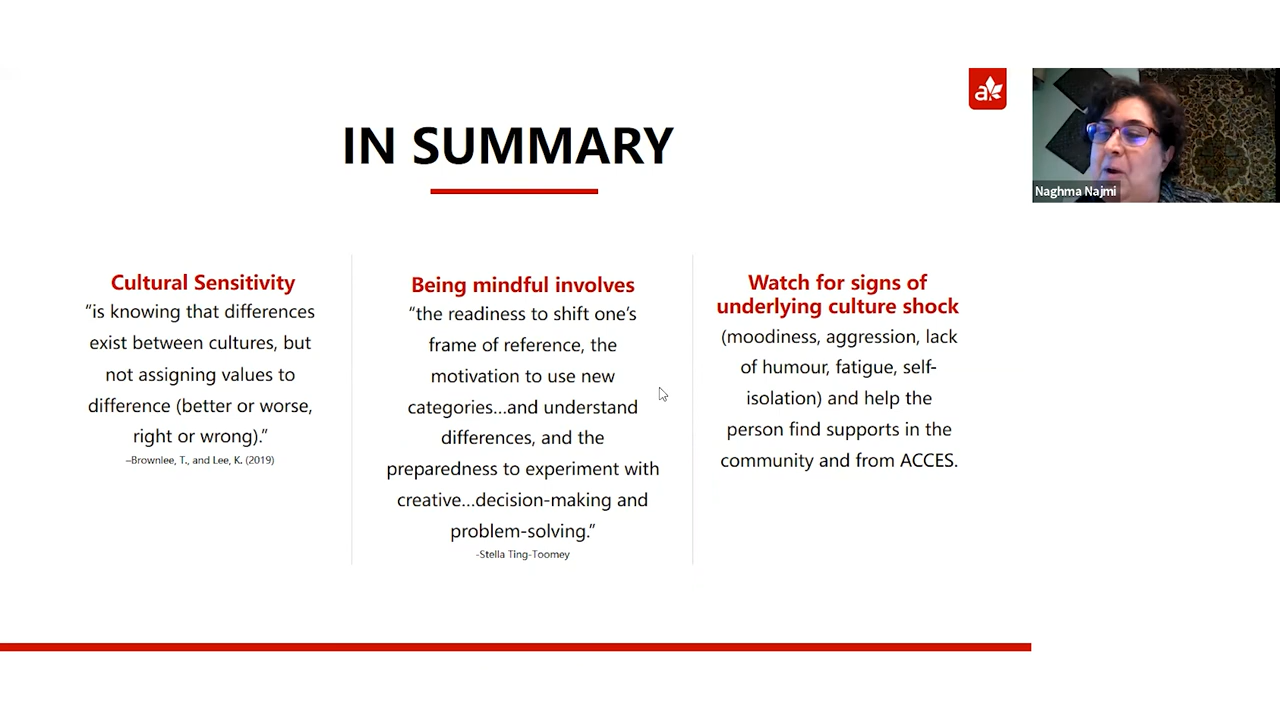 a
Naghma Najmi
IN SUMMARY
Cultural Sensitivity
“is knowing that differences
exist between cultures, but
not assigning values to
difference (better or worse,
right or wrong).”
–Brownlee, T., and Lee, K. (2019)
Being mindful involves
“the readiness to shift one’s
frame of reference, the
motivation to use new
categories...and understand
differences, and the
preparedness to experiment with
creative...decision-making and
problem-solving.”
-Stella Ting-Toomey
Watch for signs of
underlying culture shock
(moodiness, aggression, lack
of humour, fatigue, self-
isolation) and help the
person find supports in the
community and from ACCES.